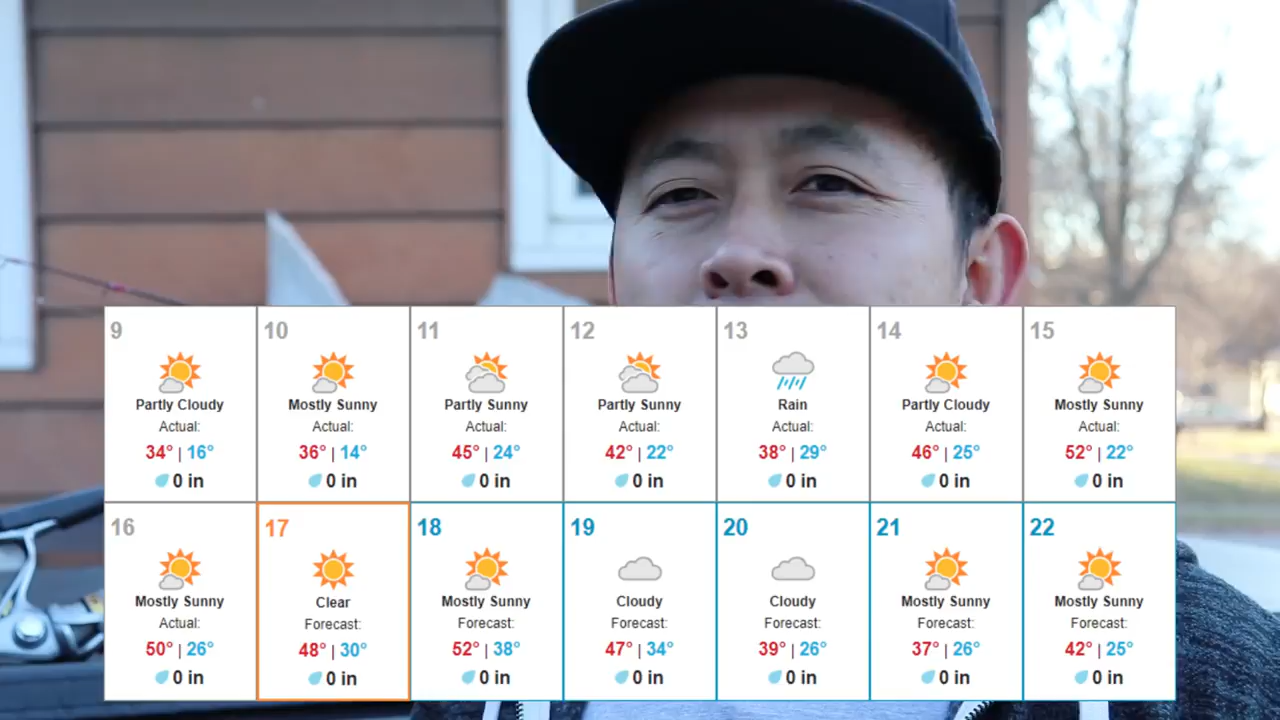 9 10 11 12 13 14 15
Partly Cloudy Mostly Sunny Partly Sunny Partly Sunny Rain Partly Cloudy Mostly Sunny
Actual: Actual: Actual: Actual: Actual: Actual: Actual:
34° | 16° 36° | 14° 45° | 24° 42° | 22° 38° | 29° 46° | 25° 52° | 22°
0 in 0 in 0 in 0 in 0 in 0 in 0 in
16 17 18 19 20 21 22
Mostly Sunny Clear Mostly Sunny Cloudy Cloudy Mostly Sunny Mostly Sunny
Actual: Forecast: Forecast: Forecast: Forecast: Forecast: Forecast:
50° | 26° 48° | 30° 52° | 38° 47° | 34° 39° | 26° 37° | 26° 42° | 25°
0 in 0 in 0 in 0 in 0 in 0 in 0 in